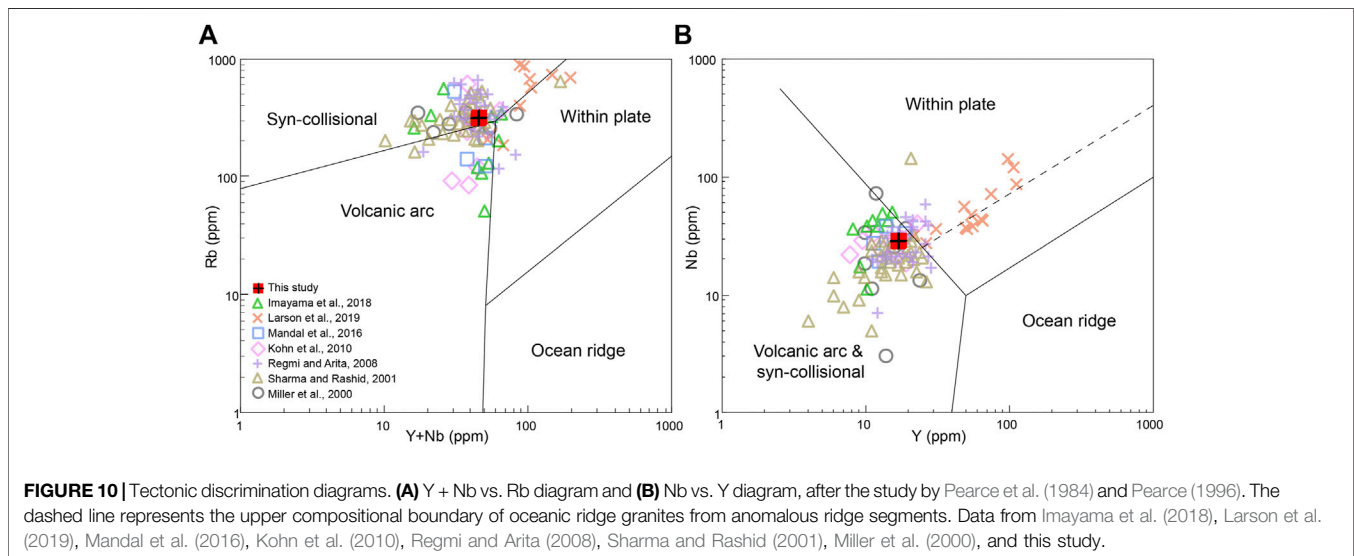 A
B
1000
100
10
1
Rb (ppm)
Syn-collisional
Within plate
Volcanic arc
Ocean ridge
This study
Imayama et al., 2018
Larson et al., 2019
Mandal et al. 2016
Kohn et al., 2010
Regmi and Arita, 2008
Sharma and Rashid, 2001
Miller et al., 2000
1 10 100 1000
Y+Nb (ppm)
1000
100
10
1
Nb (ppm)
Within plate
Ocean ridge
Volcanic arc &
syn-collisional
1 10 100 1000
Y (ppm)
FIGURE 10 | Tectonic discrimination diagrams. (A) Y + Nb vs. Rb diagram and (B) Nb vs. Y diagram, after the study by Pearce et al. (1984) and Pearce (1996). The
dashed line represents the upper compositional boundary of oceanic ridge granites from anomalous ridge segments. Data from Imayama et al. (2018), Larson et al.
(2019), Mandal et al. (2016), Kohn et al. (2010), Regmi and Arita (2008), Sharma and Rashid (2001), Miller et al. (2000), and this study.